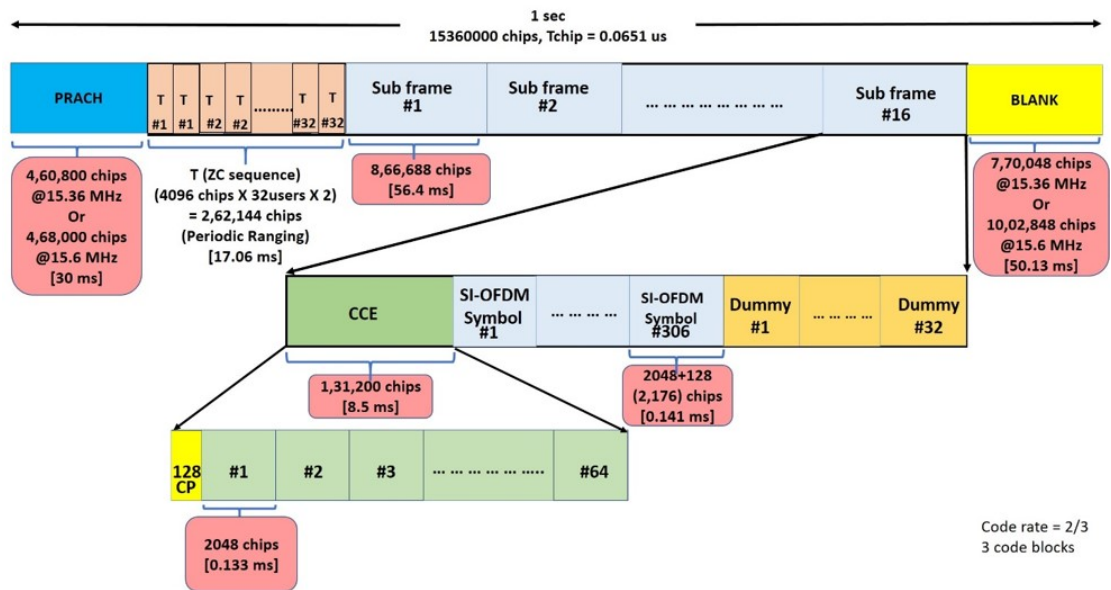 1 sec
15360000 chips, Tchip = 0.0651 us
PRACH
T
#1
T
#1
T
#2
T
#2
.........
T
#32
T
#32
Sub frame
#1
Sub frame
#2
... ... ... ... ... ... ...
Sub frame
#16
BLANK
4,60,800 chips
@15.36 MHz
Or
4,68,000 chips
@15.6 MHz
[30 ms]
T (ZC sequence)
(4096 chips X 32users X 2)
= 2,62,144 chips
(Periodic Ranging)
[17.06 ms]
8,66,688 chips
[56.4 ms]
7,70,048 chips
@15.36 MHz
Or
10,02,848 chips
@15.6 MHz
[50.13 ms]
CCE
SI-OFDM
Symbol
#1
... ... ... ...
SI-OFDM
Symbol
#306
Dummy
#1
... ... ... ...
Dummy
#32
1,31,200 chips
[8.5 ms]
2048+128
(2,176) chips
[0.141 ms]
128
CP
#1
#2
#3
... ... ... ... ... .....
#64
2048 chips
[0.133 ms]
Code rate = 2/3
3 code blocks